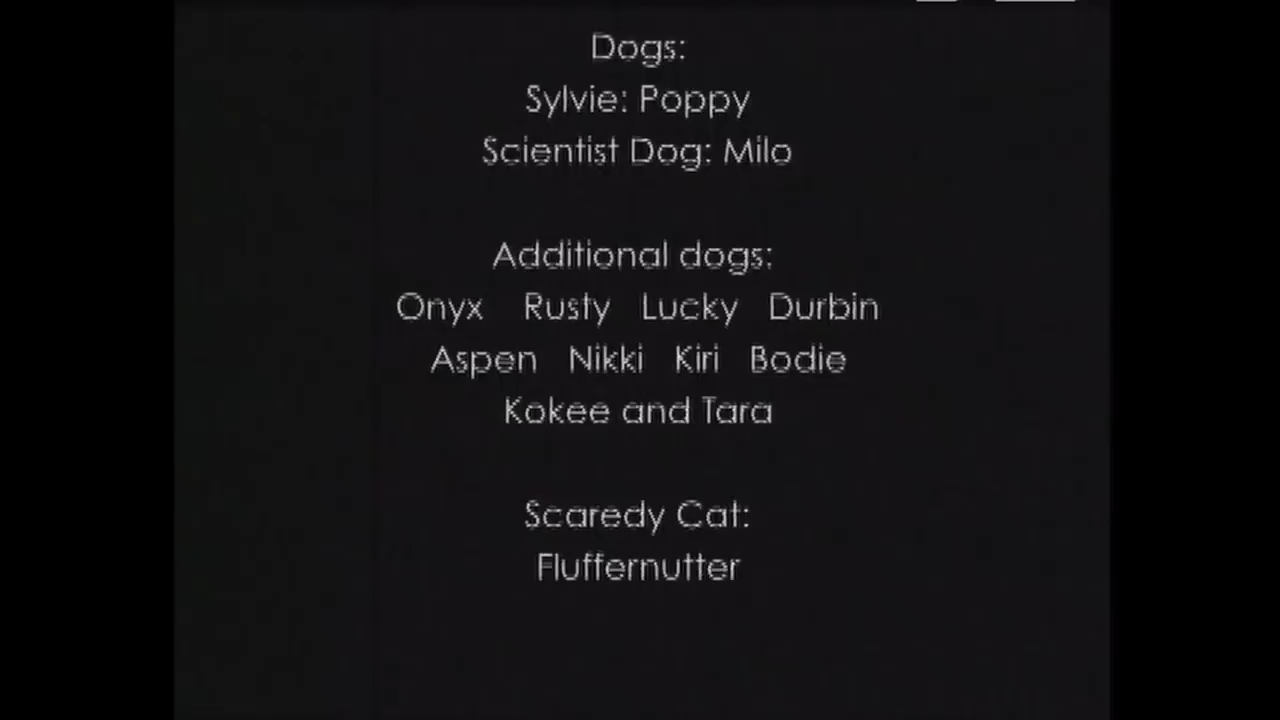 Dogs:
Sylvie: Poppy
Scientist Dog: Milo
Additional dogs:
Onyx Rusty Lucky Durbin
Aspen Nikki Kiri Bodie
Kokee and Tara
Scaredy Cat:
Fluffernutter